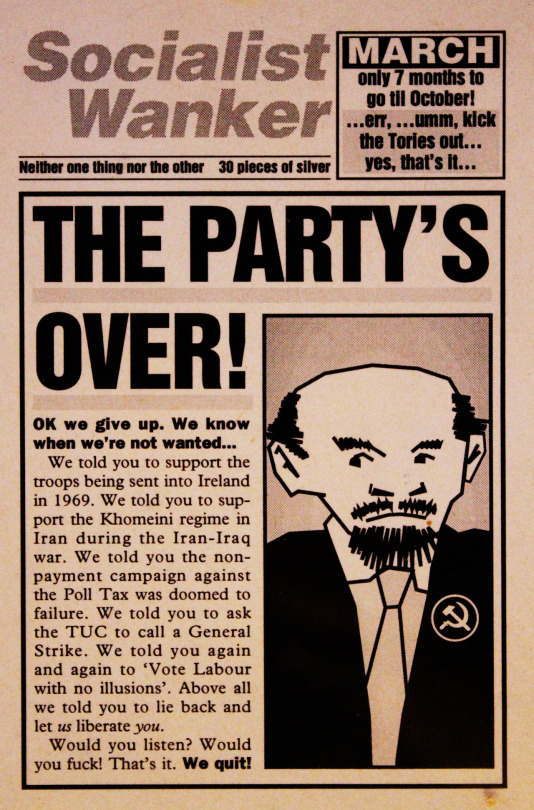 Socialist
Wanker
MARCH
only 7 months to
go till October!
...err, ...umm, kick
the Tories out...
yes, that's it...
Neither one thing nor the other 30 pieces of silver
THE PARTY'S
OVER!
OK we give up. We know
when we're not wanted...
We told you to support the
troops being sent into Ireland
in 1969. We told you to sup-
port the Khomeini regime in
Iran during the Iran-Iraq
war. We told you the non-
payment campaign against
the Poll Tax was doomed to
failure. We told you to ask
the TUC to call a General
Strike. We told you again
and again to ‘Vote Labour
with no illusions’. Above all
we told you to lie back and
let us liberate you.
Would you listen? Would
you fuck! That's it. We quit!